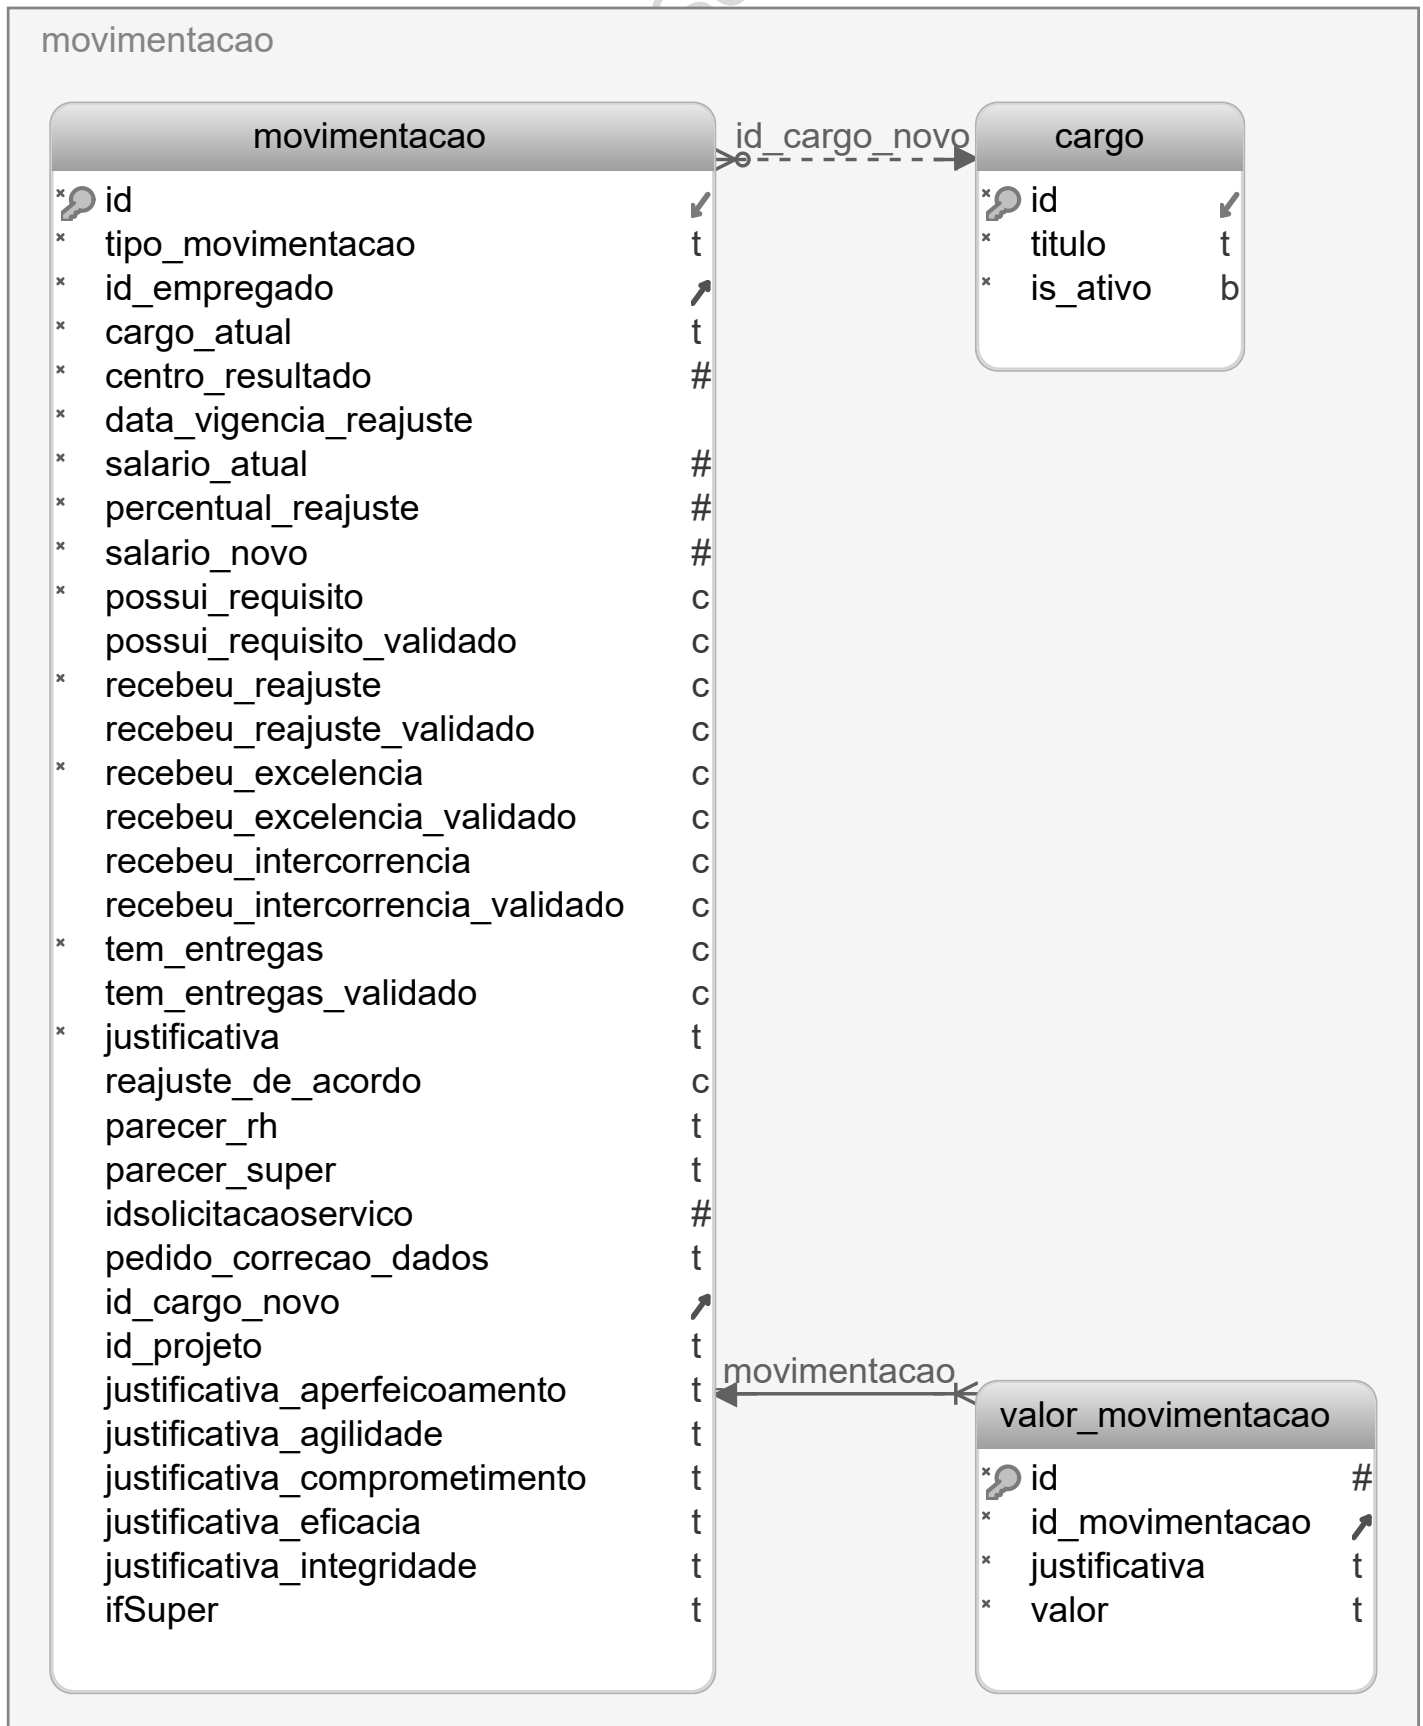 movimentacao
movimentacao
id
tipo_movimentacao t
id_empregado
cargo_atual t
centro_resultado #
data_vigencia_reajuste
salario_atual #
percentual_reajuste #
salario_novo #
possui_requisito c
possui_requisito_validado c
recebeu_reajuste c
recebeu_reajuste_validado c
recebeu_excelencia c
recebeu_excelencia_validado c
recebeu_intercorrencia c
recebeu_intercorrencia_validado c
tem_entregas c
tem_entregas_validado c
justificativa t
reajuste_de_acordo c
parecer_rh t
parecer_super t
idsolicitacaoservico #
pedido_correcao_dados t
id_cargo_novo
id_projeto t
justificativa_aperfeicoamento t
justificativa_agilidade t
justificativa_comprometimento t
justificativa_eficacia t
justificativa_integridade t
ifSuper t
id_cargo_novo
cargo
id
titulo t
is_ativo b
movimentacao
valor_movimentacao
id #
id_movimentacao
justificativa t
valor t